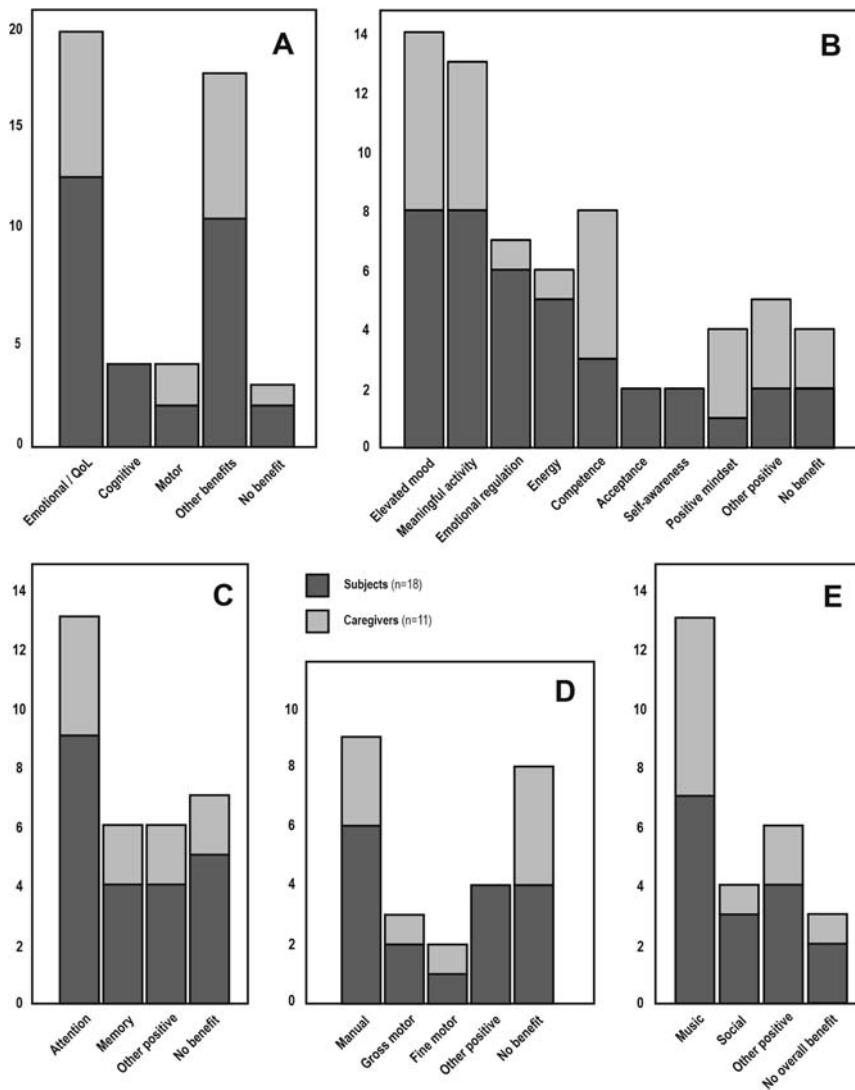 A
20
15
10
5
0
Emotional / QoL
Cognitive
Motor
Other benefits
No benefit
B
14
12
10
8
6
4
2
0
Elevated mood
Meaningful activity
Emotional regulation
Energy
Competence
Acceptance
Self-awareness
Positive mindset
Other positive
No benefit
C
14
12
10
8
6
4
2
0
Attention
Memory
Other positive
No benefit
Subjects (n=18)
Caregivers (n=11)
D
10
8
6
4
2
0
Manual
Gross motor
Fine motor
Other positive
No benefit
E
14
12
10
8
6
4
2
0
Music
Social
Other positive
No overall benefit